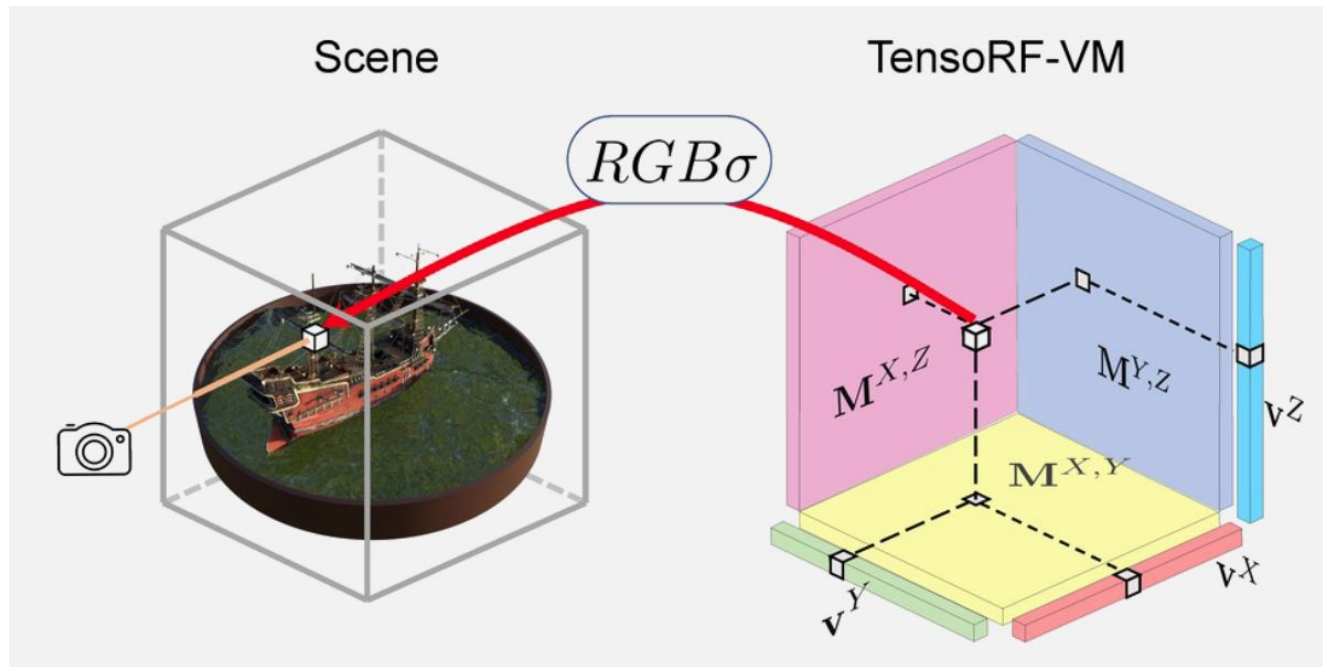 Scene
TensoRF-VM
RGBσ
M^{X,Z}
M^{Y,Z}
v^Z
M^{X,Y}
v^Y
v^X